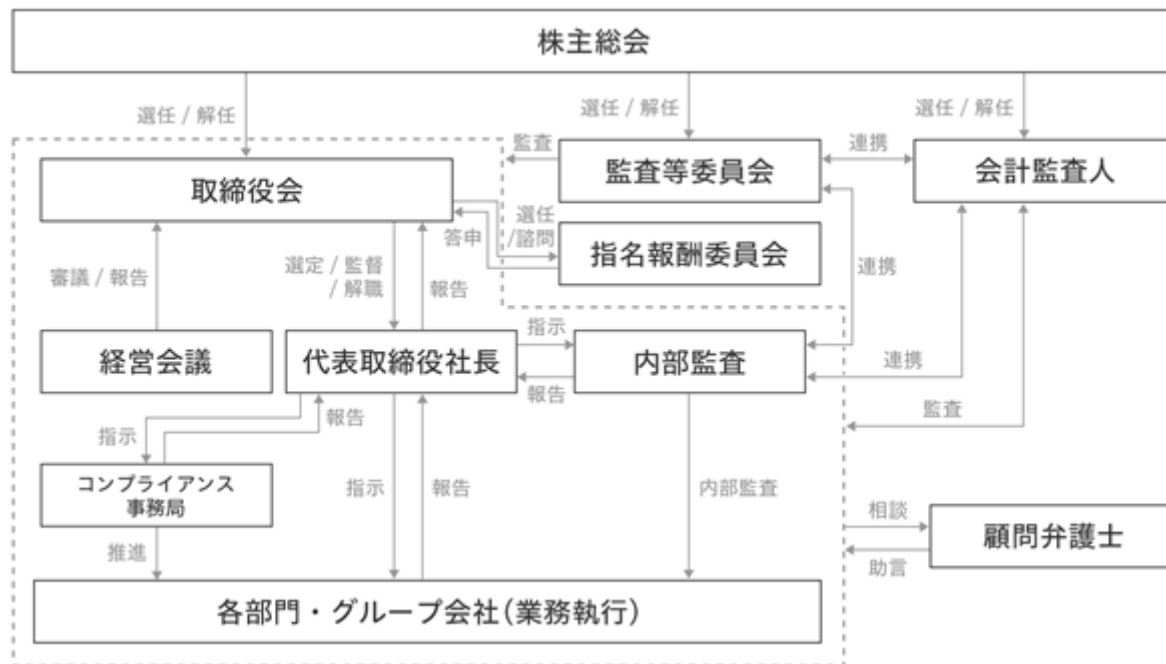 株主総会
選任 / 解任
選任 / 解任
選任 / 解任
取締役会
監査
監査等委員会
連携
会計監査人
選任
/諮問
答申
指名報酬委員会
審議 / 報告
選定 / 監督
/ 解職
報告
連携
経営会議
代表取締役社長
指示
報告
内部監査
連携
監査
指示
報告
コンプライアンス
事務局
指示
報告
内部監査
推進
相談
助言
顧問弁護士
各部門・グループ会社(業務執行)